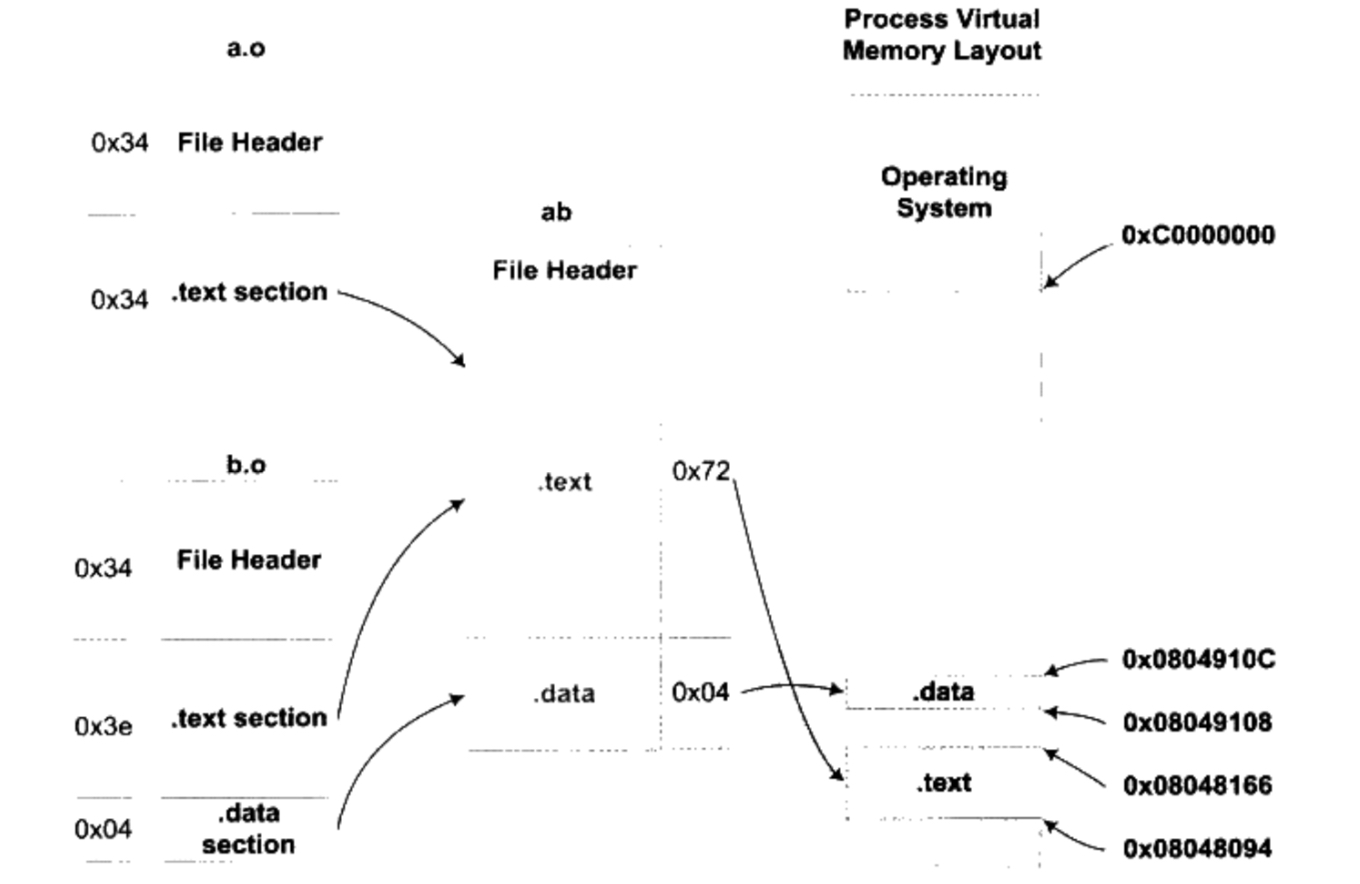 a.o
0x34 File Header
0x34 .text section
b.o
0x34 File Header
0x3e .text section
0x04 .data
section
ab
File Header
.text 0x72
.data 0x04
Process Virtual
Memory Layout
Operating
System
0xC0000000
0x0804910C
.data
0x08049108
0x08048166
.text
0x08048094